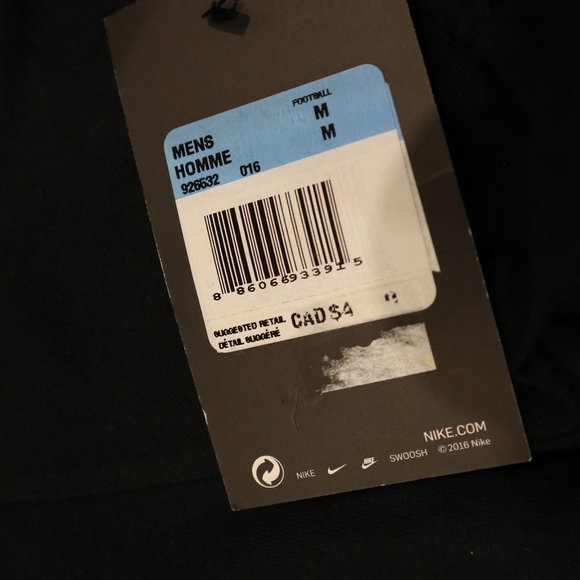 FOOTBALL
MENS M
HOMME M
926532 016
8 86066 93391 5
SUGGESTED RETAIL CAD $4
DÉTAIL SUGGÉRÉ
NIKE.COM
NIKE SWOOSH © 2016 Nike